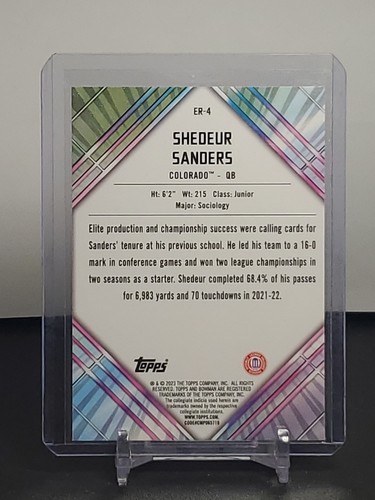 ER-4
SHEDEUR
SANDERS
COLORADO™ - QB
Ht: 6'2" Wt: 215 Class: Junior
Major: Sociology
Elite production and championship success were calling cards for
Sanders' tenure at his previous school. He led his team to a 16-0
mark in conference games and won two league championships in
two seasons as a starter. Shedeur completed 68.4% of his passes
for 6,983 yards and 70 touchdowns in 2021-22.
Topps
® & © 2023 THE TOPPS COMPANY, INC. ALL RIGHTS
RESERVED. TOPPS AND BOWMAN ARE REGISTERED
TRADEMARKS OF THE TOPPS COMPANY, INC.
The collegiate indicia used herein are
trademarks owned by the respective
collegiate institutions.
WWW.TOPPS.COM